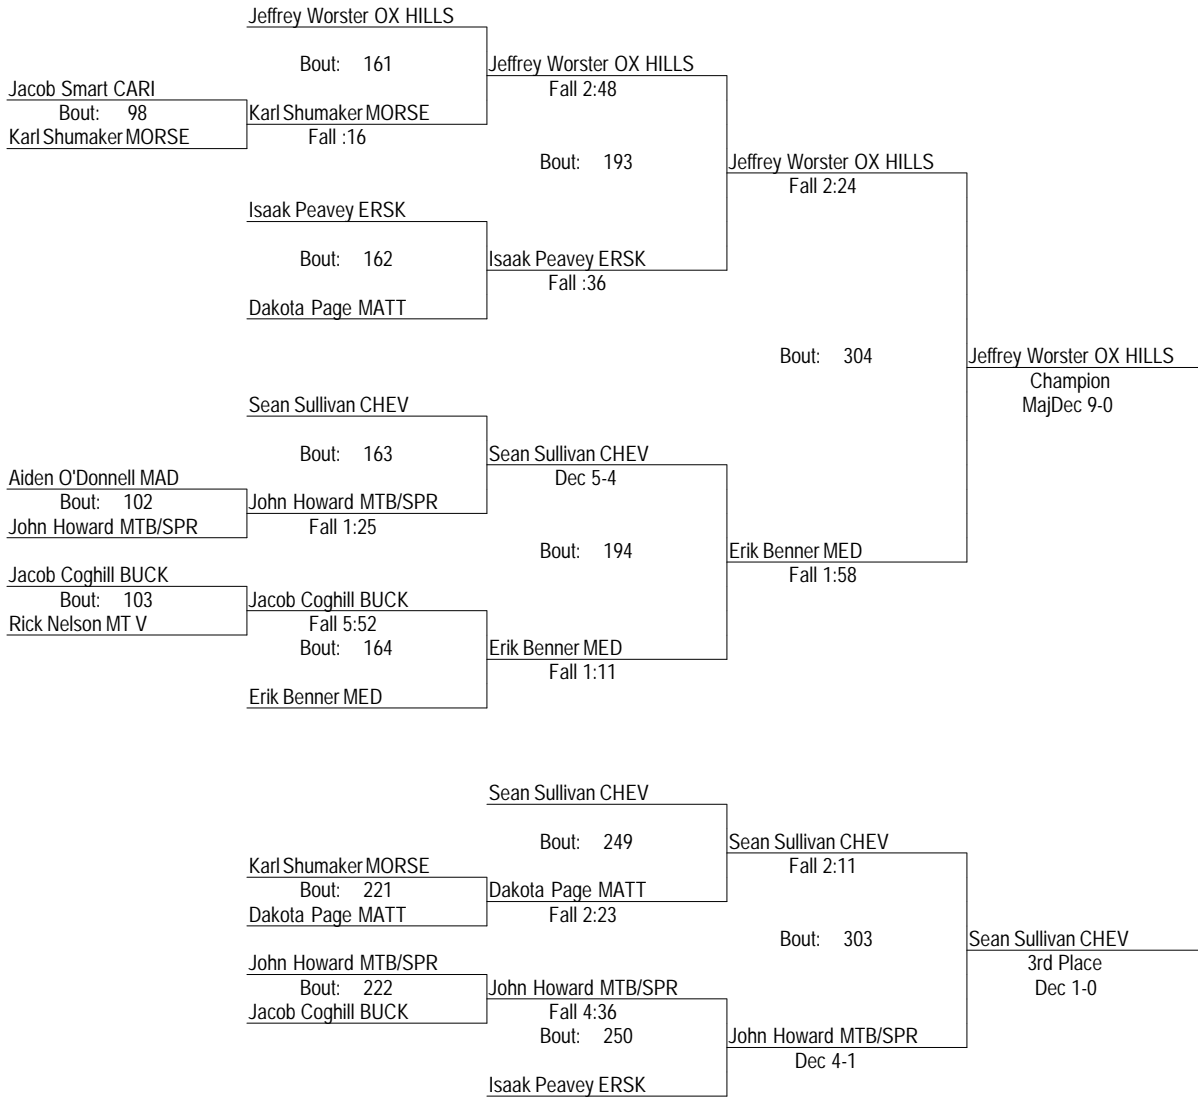 Jeffrey Worster OX HILLS
Bout: 161
Jeffrey Worster OX HILLS
Fall 2:48
Jacob Smart CARI
Bout: 98
Karl Shumaker MORSE
Karl Shumaker MORSE
Fall :16
Bout: 193
Jeffrey Worster OX HILLS
Fall 2:24
Isaak Peavey ERSK
Bout: 162
Isaak Peavey ERSK
Fall :36
Dakota Page MATT
Bout: 304
Jeffrey Worster OX HILLS
Champion
MajDec 9-0
Sean Sullivan CHEV
Bout: 163
Sean Sullivan CHEV
Dec 5-4
Aiden O'Donnell MAD
Bout: 102
John Howard MTB/SPR
John Howard MTB/SPR
Fall 1:25
Bout: 194
Erik Benner MED
Fall 1:58
Jacob Coghill BUCK
Bout: 103
Rick Nelson MT V
Jacob Coghill BUCK
Fall 5:52
Bout: 164
Erik Benner MED
Fall 1:11
Erik Benner MED
Sean Sullivan CHEV
Bout: 249
Sean Sullivan CHEV
Fall 2:11
Karl Shumaker MORSE
Bout: 221
Dakota Page MATT
Dakota Page MATT
Fall 2:23
Bout: 303
Sean Sullivan CHEV
3rd Place
Dec 1-0
John Howard MTB/SPR
Bout: 222
Jacob Coghill BUCK
John Howard MTB/SPR
Fall 4:36
Bout: 250
John Howard MTB/SPR
Dec 4-1
Isaak Peavey ERSK